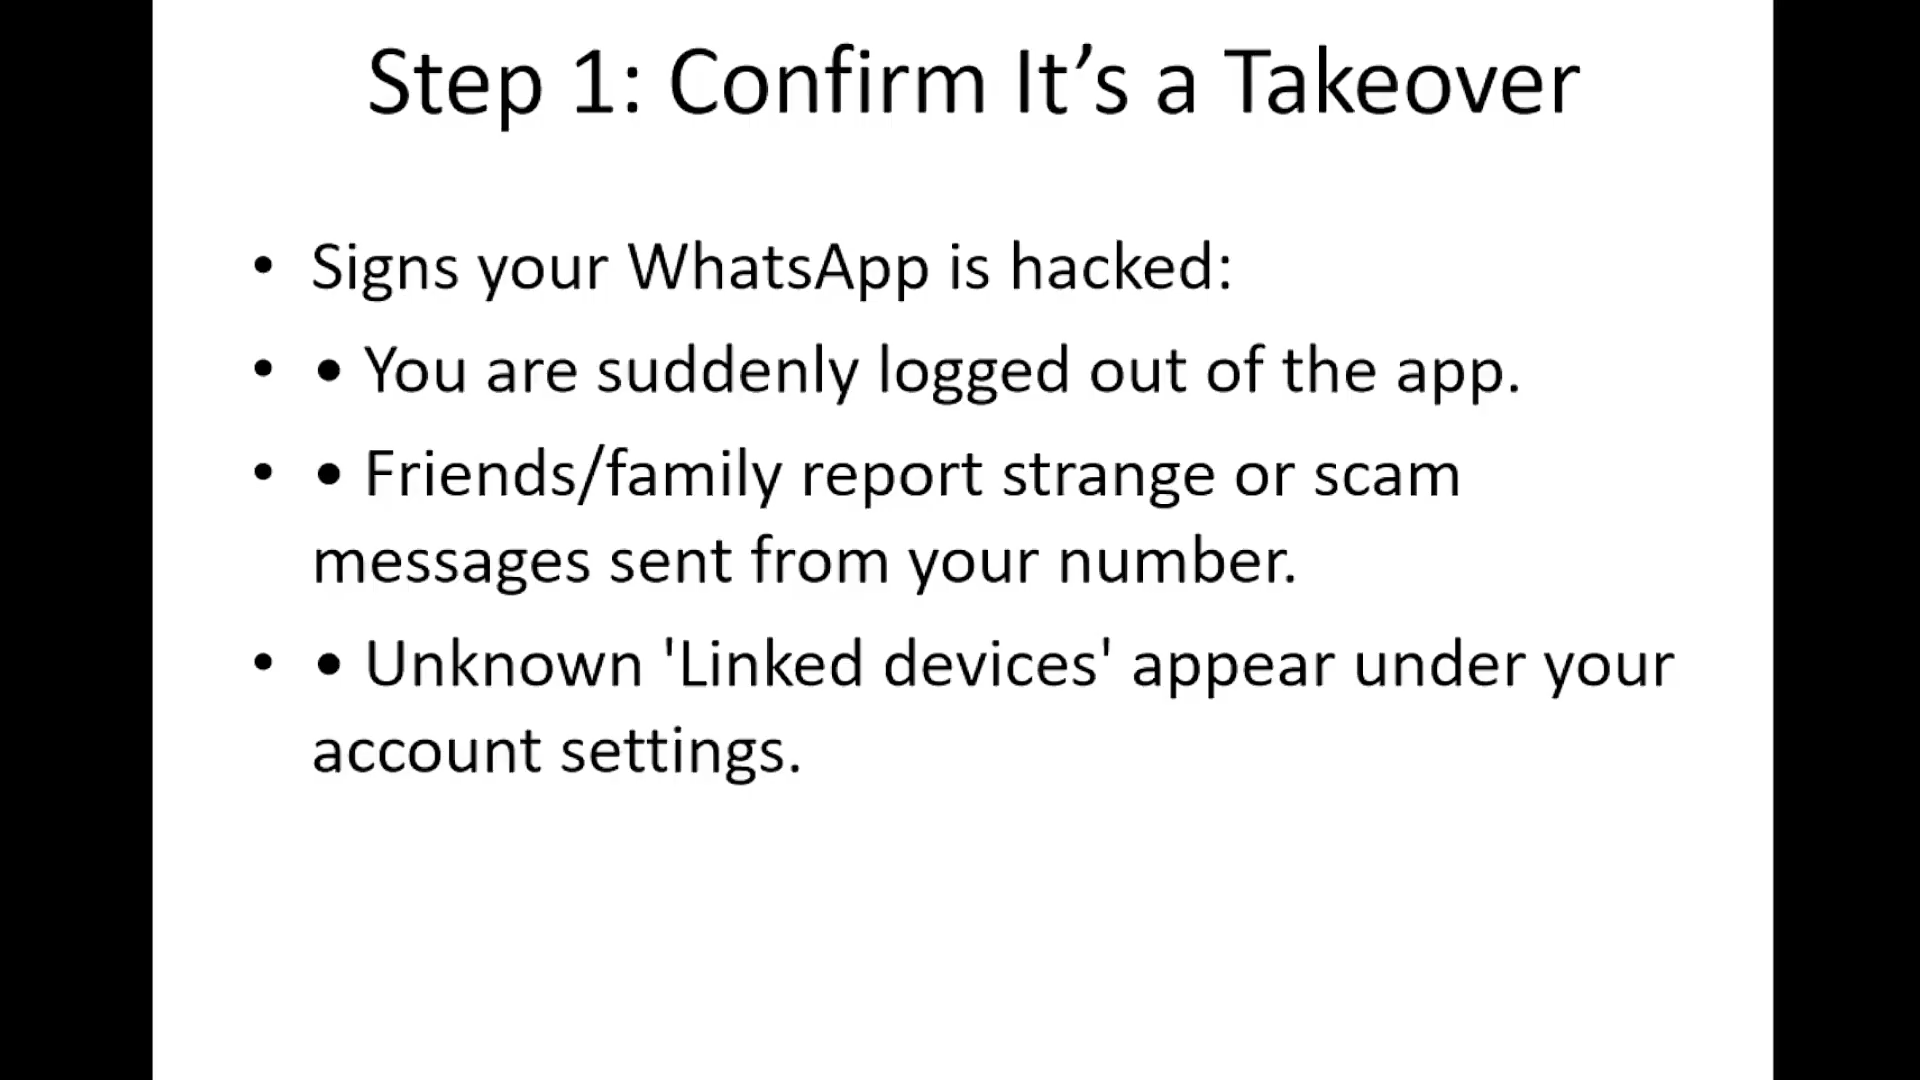 Step 1: Confirm It’s a Takeover
• Signs your WhatsApp is hacked:
• • You are suddenly logged out of the app.
• • Friends/family report strange or scam
messages sent from your number.
• • Unknown 'Linked devices' appear under your
account settings.